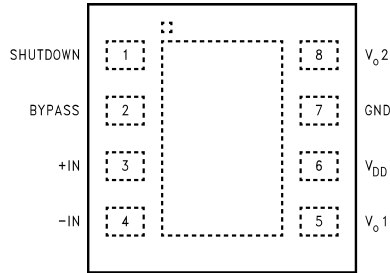 SHUTDOWN 1 8 Vo2
BYPASS 2 7 GND
+IN 3 6 VDD
-IN 4 5 Vo1